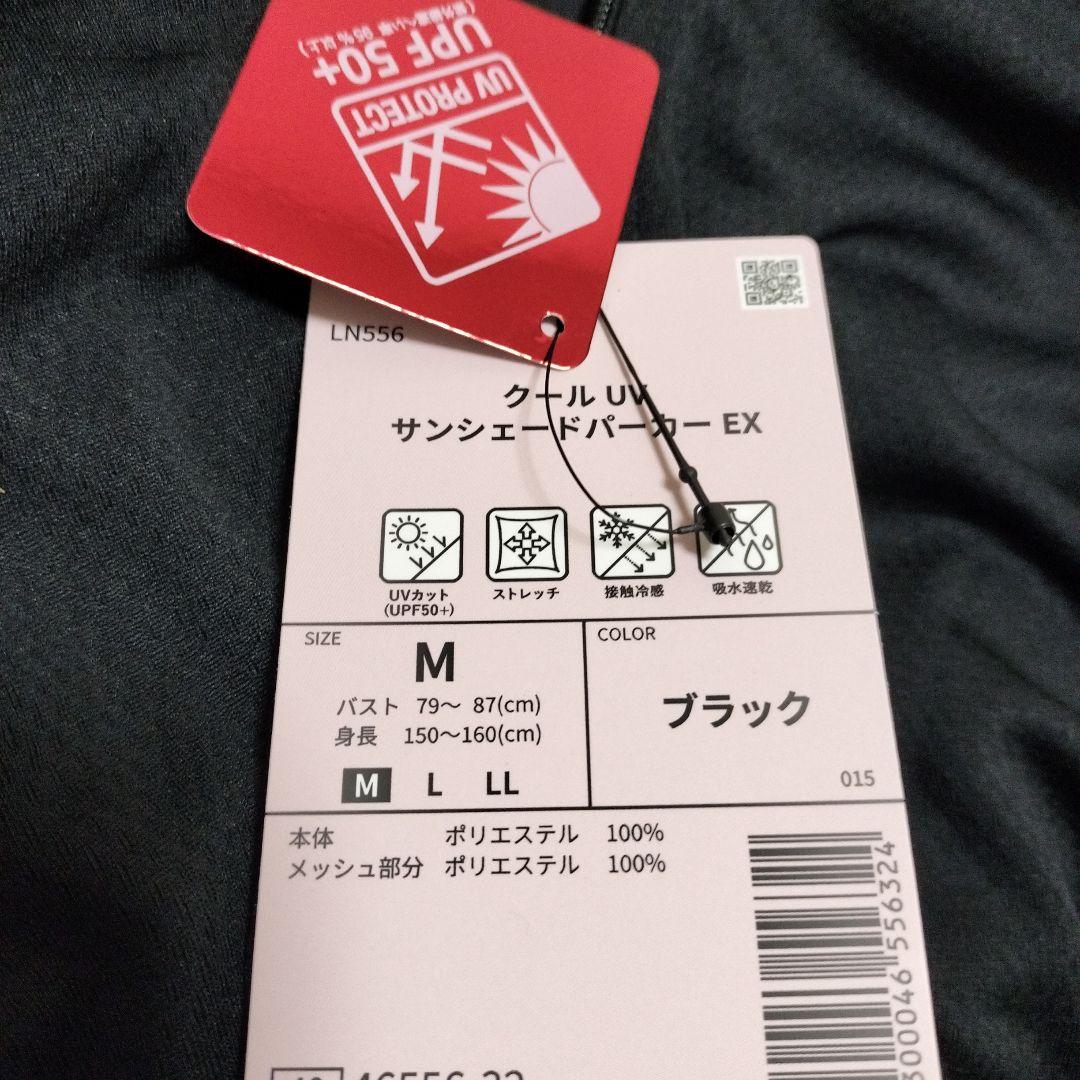 UPF 50+
UV PROTECT
LN556
クール UV
サンシェードパーカー EX
UVカット
(UPF50+)
ストレッチ
接触冷感
吸水速乾
SIZE
M
バスト 79～ 87(cm)
身長 150～160(cm)
M L LL
COLOR
ブラック
015
本体 ポリエステル 100%
メッシュ部分 ポリエステル 100%
300046 556324